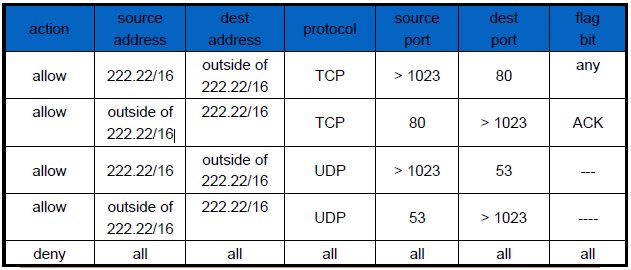 action source address dest address protocol source port dest port flag bit
allow 222.22/16 outside of 222.22/16 TCP > 1023 80 any
allow outside of 222.22/16 222.22/16 TCP 80 > 1023 ACK
allow 222.22/16 outside of 222.22/16 UDP > 1023 53 ---
allow outside of 222.22/16 222.22/16 UDP 53 > 1023 ----
deny all all all all all all